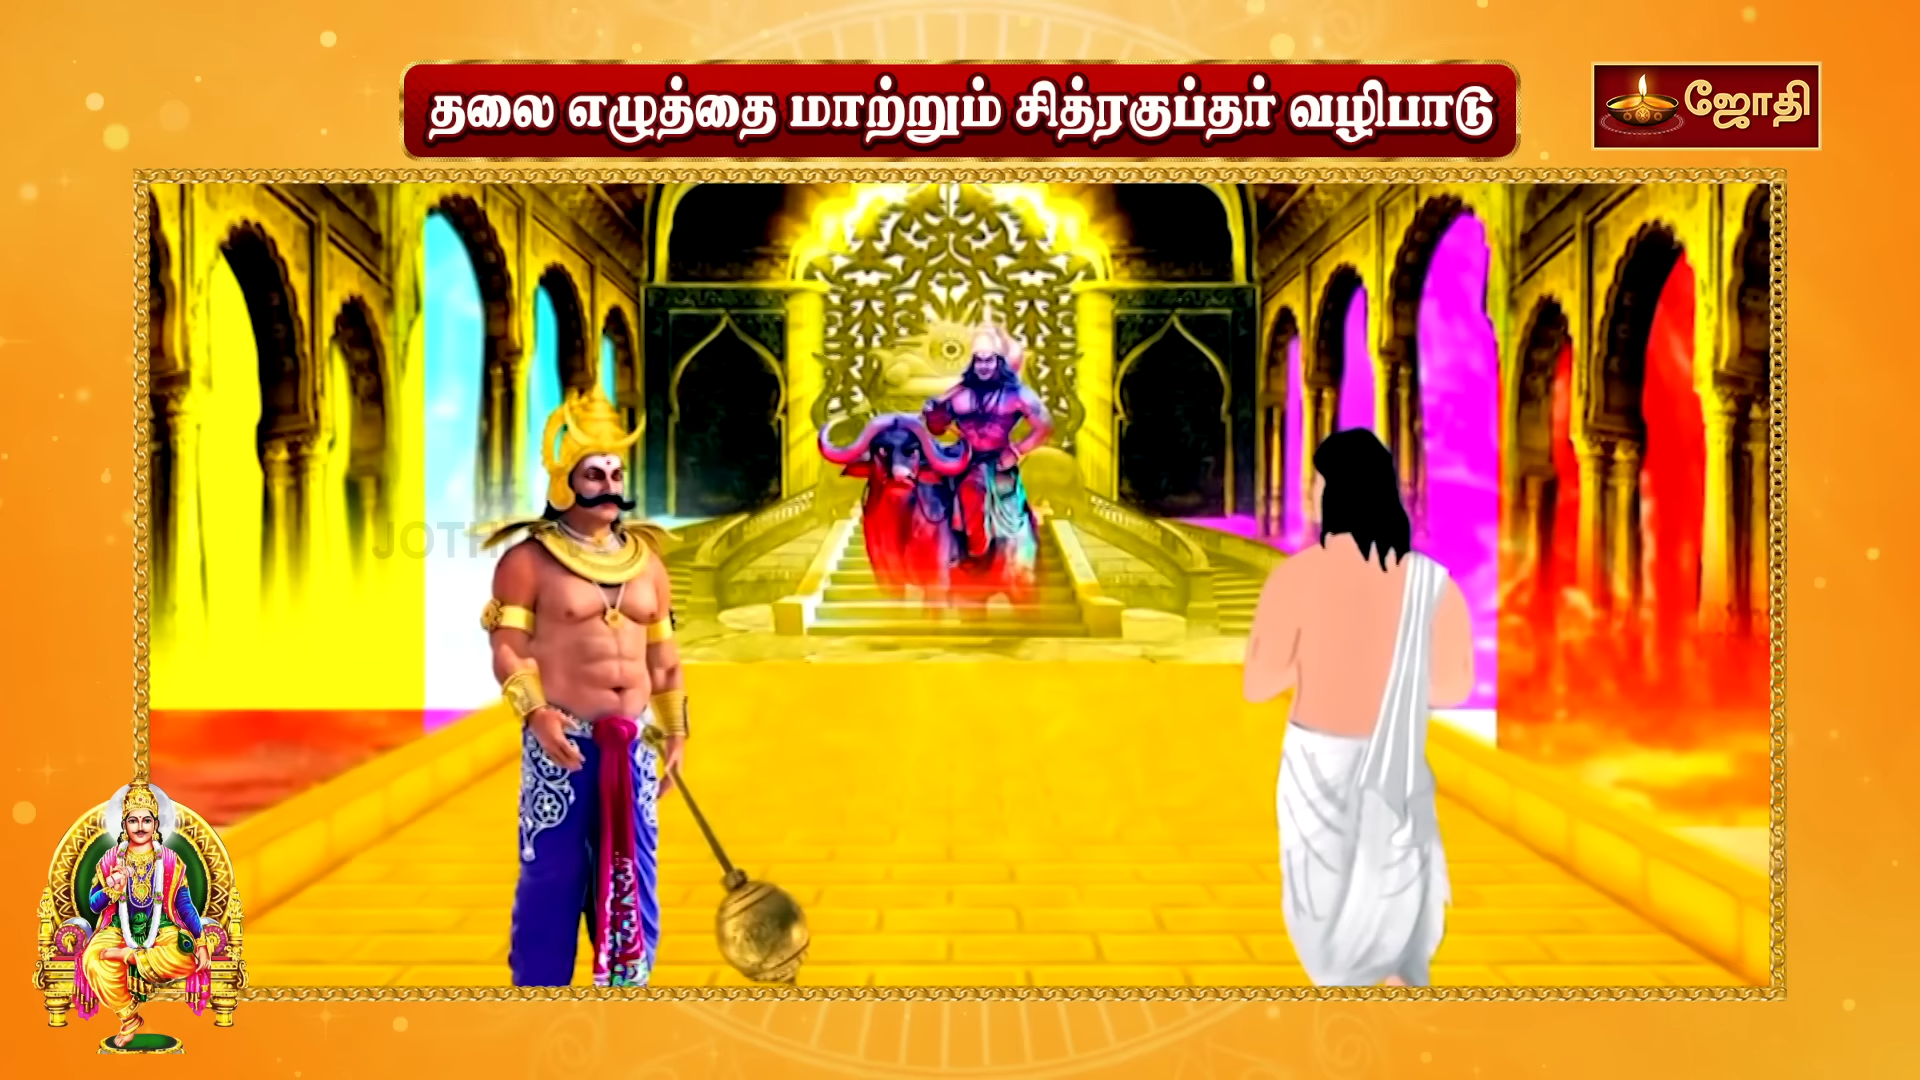 தலை எழுத்தை மாற்றும் சித்ரகுப்தர் வழிபாடு
ஜோதி